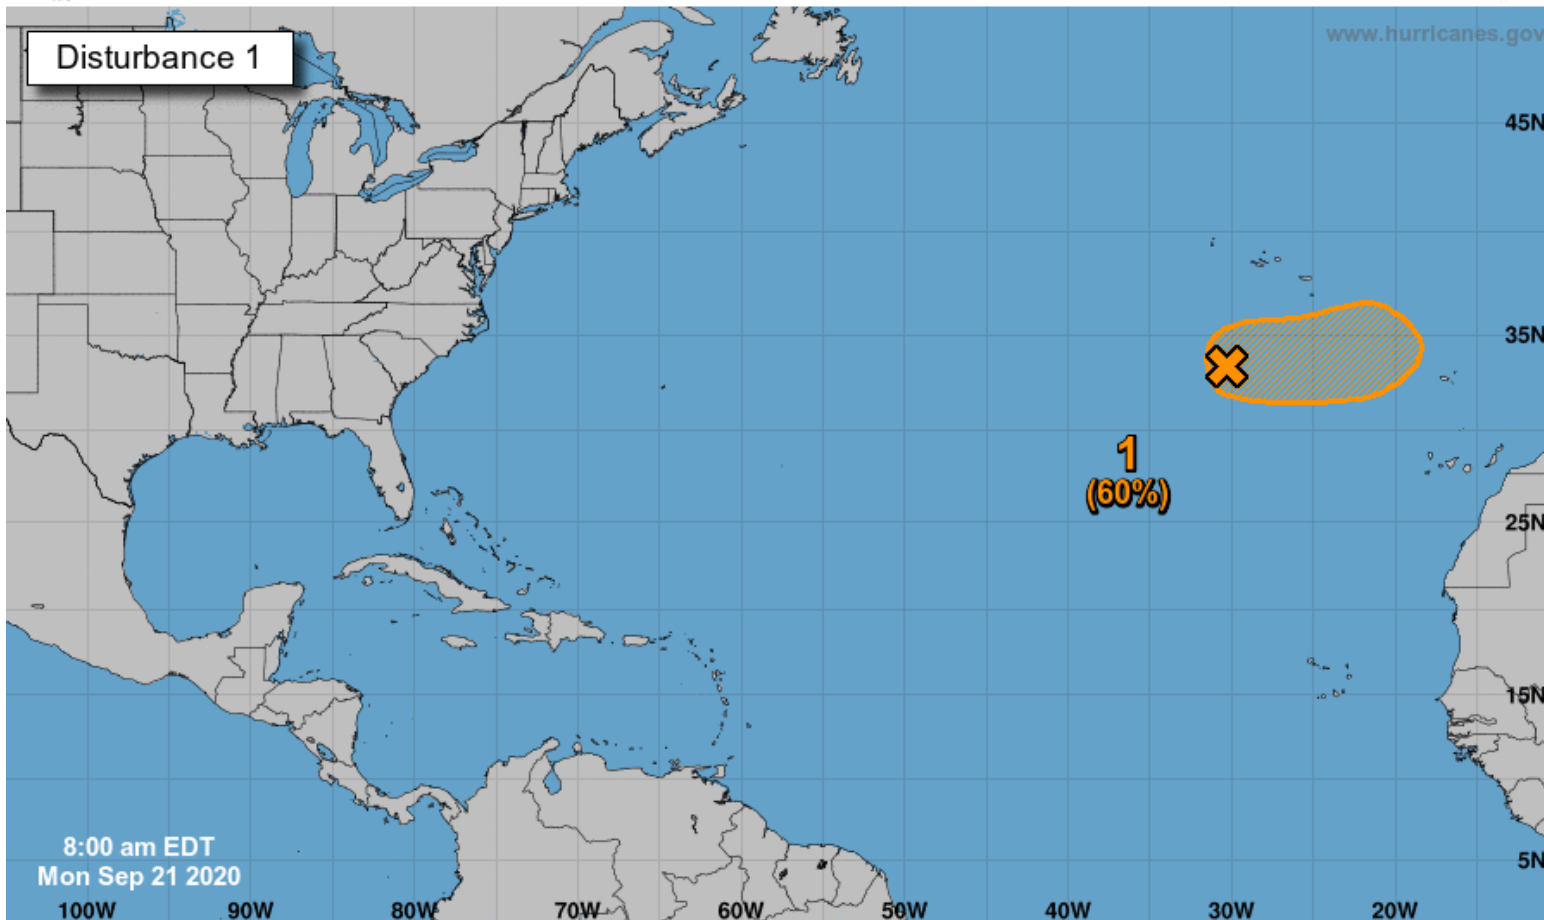 Disturbance 1
www.hurricanes.gov
45N
35N
1
(60%)
25N
15N
8:00 am EDT
Mon Sep 21 2020
5N
100W 90W 80W 70W 60W 50W 40W 30W 20W